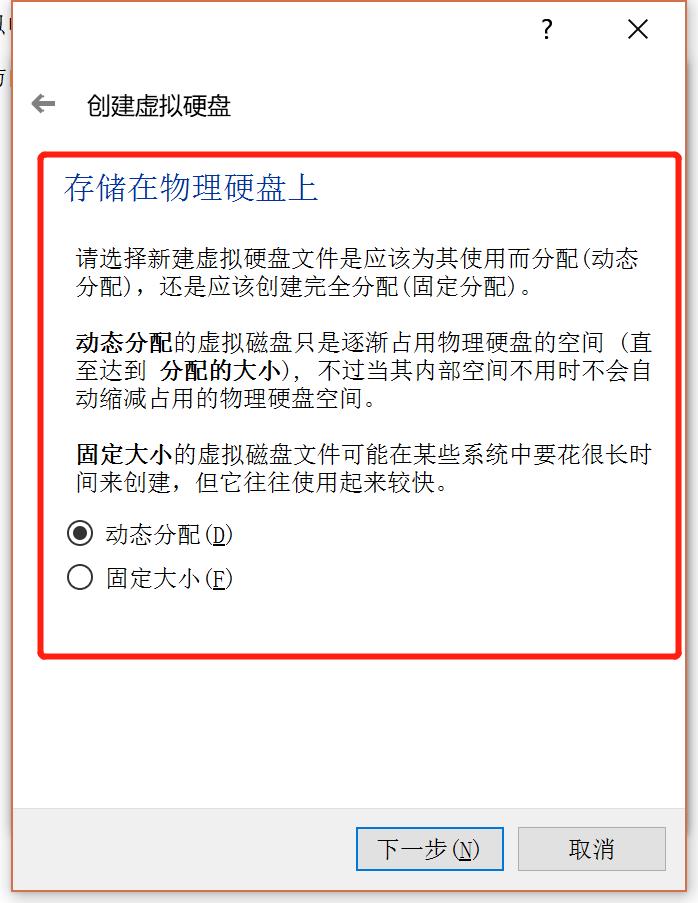 ?
创建虚拟硬盘
存储在物理硬盘上
请选择新建虚拟硬盘文件是应该为其使用而分配(动态
分配)，还是应该创建完全分配(固定分配)。
动态分配的虚拟磁盘只是逐渐占用物理硬盘的空间（直
至达到 分配的大小)，不过当其内部空间不用时不会自
动缩减占用的物理硬盘空间。
固定大小的虚拟磁盘文件可能在某些系统中要花很长时
间来创建，但它往往使用起来较快。
动态分配(D)
固定大小(F)
下一步(N)
取消